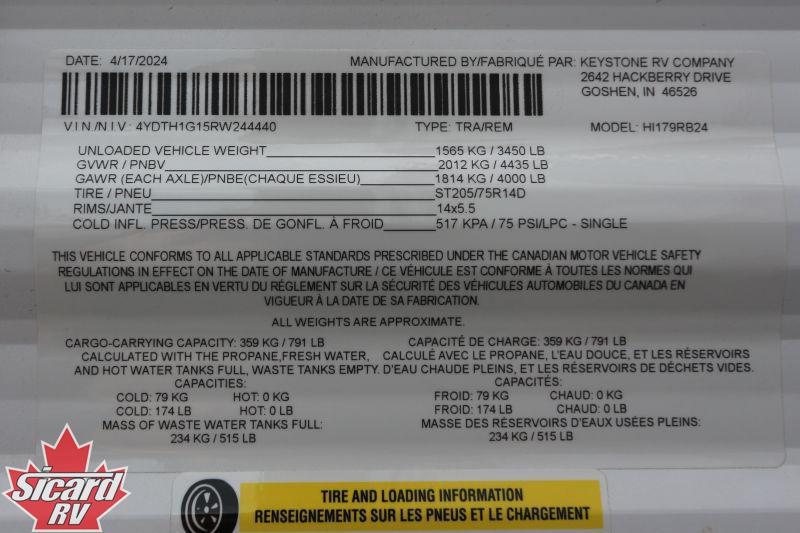 DATE: 4/17/2024 MANUFACTURED BY/FABRIQUÉ PAR: KEYSTONE RV COMPANY
2642 HACKBERRY DRIVE
GOSHEN, IN 46526
V.I.N./N.I.V.: 4YDTH1G15RW244440 TYPE: TRA/REM MODEL: HI179RB24
UNLOADED VEHICLE WEIGHT 1565 KG / 3450 LB
GVWR / PNBV 2012 KG / 4435 LB
GAWR (EACH AXLE)/PNBE(CHAQUE ESSIEU) 1814 KG / 4000 LB
TIRE / PNEU ST205/75R14D
RIMS/JANTE 14x5.5
COLD INFL. PRESS/PRESS. DE GONFL. À FROID 517 KPA / 75 PSI/LPC - SINGLE
THIS VEHICLE CONFORMS TO ALL APPLICABLE STANDARDS PRESCRIBED UNDER THE CANADIAN MOTOR VEHICLE SAFETY
REGULATIONS IN EFFECT ON THE DATE OF MANUFACTURE / CE VÉHICULE EST CONFORME À TOUTES LES NORMES QUI
LUI SONT APPLICABLES EN VERTU DU RÉGLEMENT SUR LA SÉCURITÉ DES VÉHICULES AUTOMOBILES DU CANADA EN
VIGUEUR À LA DATE DE SA FABRICATION.
ALL WEIGHTS ARE APPROXIMATE.
CARGO-CARRYING CAPACITY: 359 KG / 791 LB CAPACITÉ DE CHARGE: 359 KG / 791 LB
CALCULATED WITH THE PROPANE,FRESH WATER, CALCULÉ AVEC LE PROPANE, L'EAU DOUCE, ET LES RÉSERVOIRS
AND HOT WATER TANKS FULL, WASTE TANKS EMPTY. D'EAU CHAUDE PLEINS, ET LES RÉSERVOIRS DE DÉCHETS VIDES.
CAPACITIES: CAPACITÉS:
COLD: 79 KG HOT: 0 KG FROID: 79 KG CHAUD: 0 KG
COLD: 174 LB HOT: 0 LB FROID: 174 LB CHAUD: 0 LB
MASS OF WASTE WATER TANKS FULL: MASSE DES RÉSERVOIRS D'EAUX USÉES PLEINS:
234 KG / 515 LB 234 KG / 515 LB
Sicard
RV
TIRE AND LOADING INFORMATION
RENSEIGNEMENTS SUR LES PNEUS ET LE CHARGEMENT